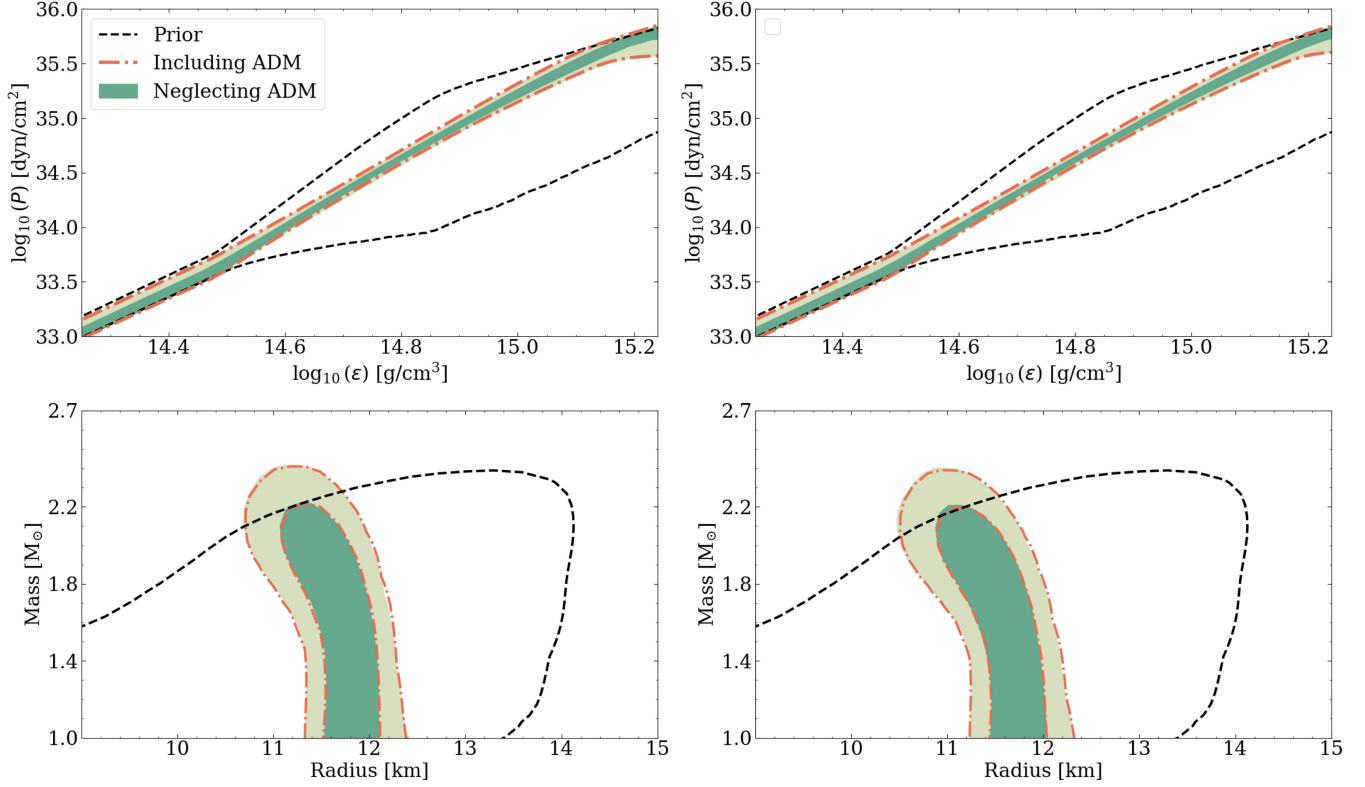 36.0
35.5
35.0
34.5
34.0
33.5
33.0
log₁₀(P) [dyn/cm²]
Prior
Including ADM
Neglecting ADM
14.4 14.6 14.8 15.0 15.2
log₁₀(ε) [g/cm³]
36.0
35.5
35.0
34.5
34.0
33.5
33.0
log₁₀(P) [dyn/cm²]
14.4 14.6 14.8 15.0 15.2
log₁₀(ε) [g/cm³]
2.7
2.2
1.8
1.4
1.0
Mass [M⊙]
10 11 12 13 14 15
Radius [km]
2.7
2.2
1.8
1.4
1.0
Mass [M⊙]
10 11 12 13 14 15
Radius [km]